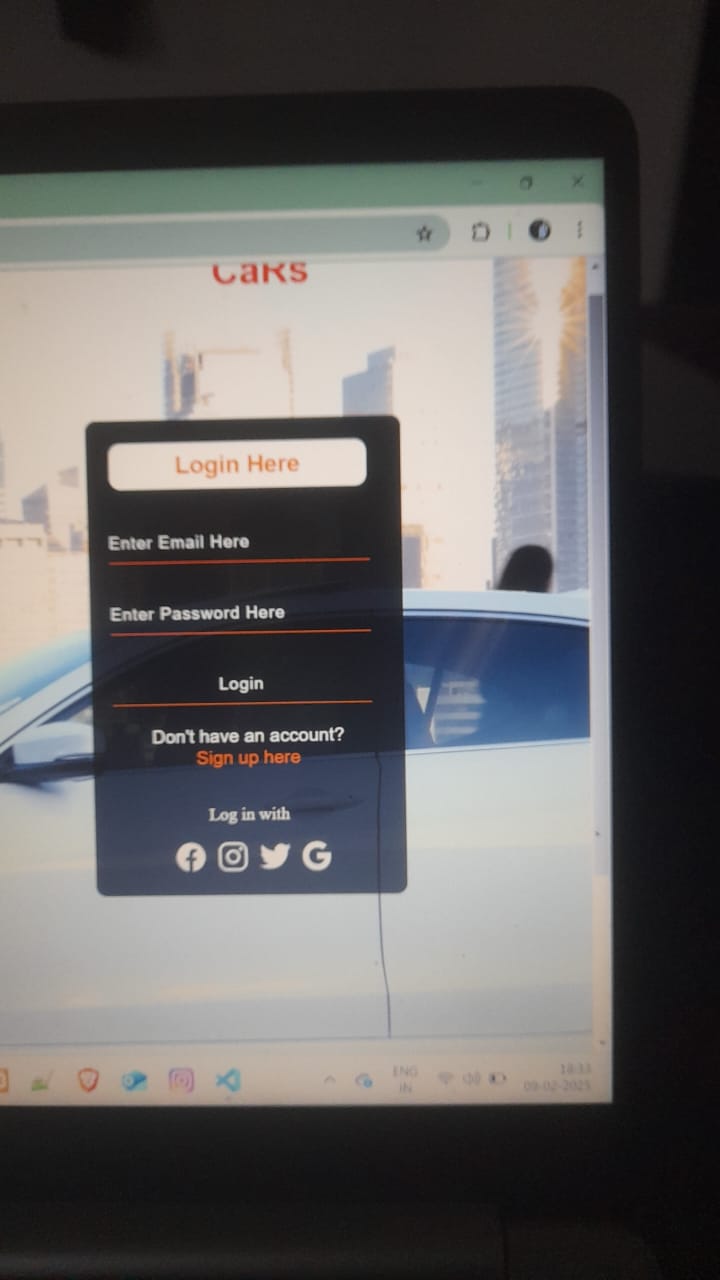 CaRs
Login Here
Enter Email Here
Enter Password Here
Login
Don't have an account?
Sign up here
Log in with
ENG
IN
18:33
09-02-2025